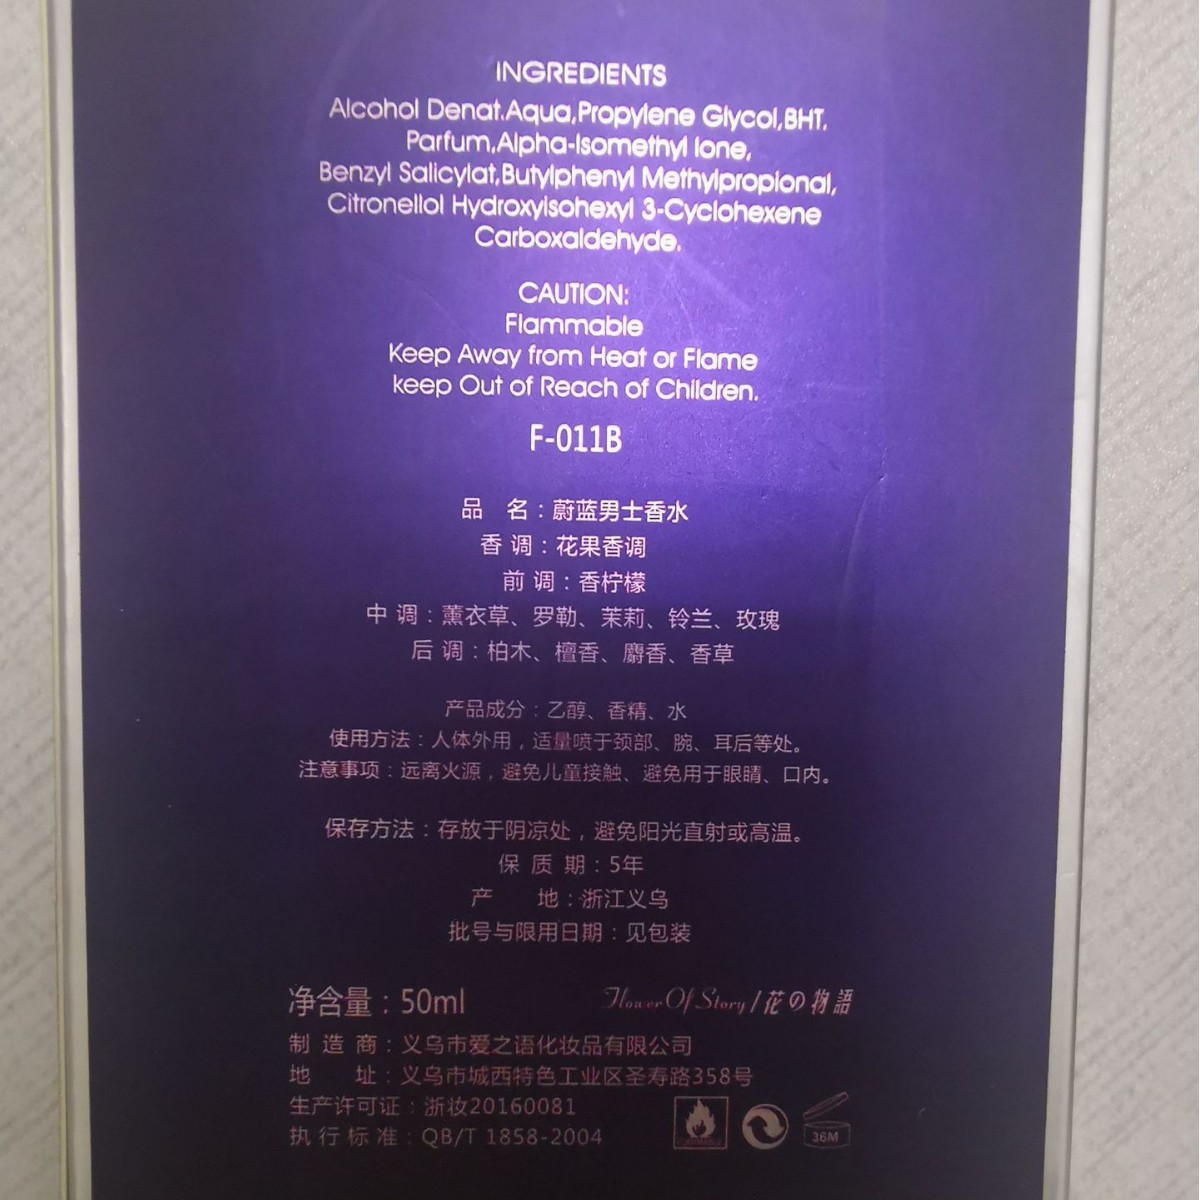 INGREDIENTS
Alcohol Denat.Aqua,Propylene Glycol,BHT,
Parfum,Alpha-Isomethyl Ione,
Benzyl Salicylat,Butylphenyl Methylpropional,
Citronellol Hydroxylsohexyl 3-Cyclohexene
Carboxaldehyde.
CAUTION:
Flammable
Keep Away from Heat or Flame
keep Out of Reach of Children.
F-011B
品 名：蔚蓝男士香水
香 调：花果香调
前 调：香柠檬
中 调：薰衣草、罗勒、茉莉、铃兰、玫瑰
后 调：柏木、檀香、麝香、香草
产品成分：乙醇、香精、水
使用方法：人体外用，适量喷于颈部、腕、耳后等处。
注意事项：远离火源，避免儿童接触、避免用于眼睛、口内。
保存方法：存放于阴凉处，避免阳光直射或高温。
保 质 期：5年
产 地：浙江义乌
批号与限用日期：见包装
净含量：50ml
Flower Of Story/花の物語
制 造 商：义乌市爱之语化妆品有限公司
地 址：义乌市城西特色工业区圣寿路358号
生产许可证：浙妆20160081
执 行 标 准：QB/T 1858-2004
36M